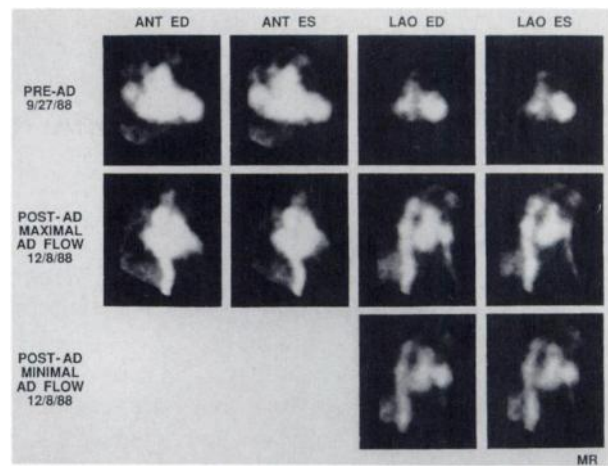 ANT ED ANT ES LAO ED LAO ES
PRE-AD
9/27/88
POST-AD
MAXIMAL
AD FLOW
12/8/88
POST-AD
MINIMAL
AD FLOW
12/8/88
MR